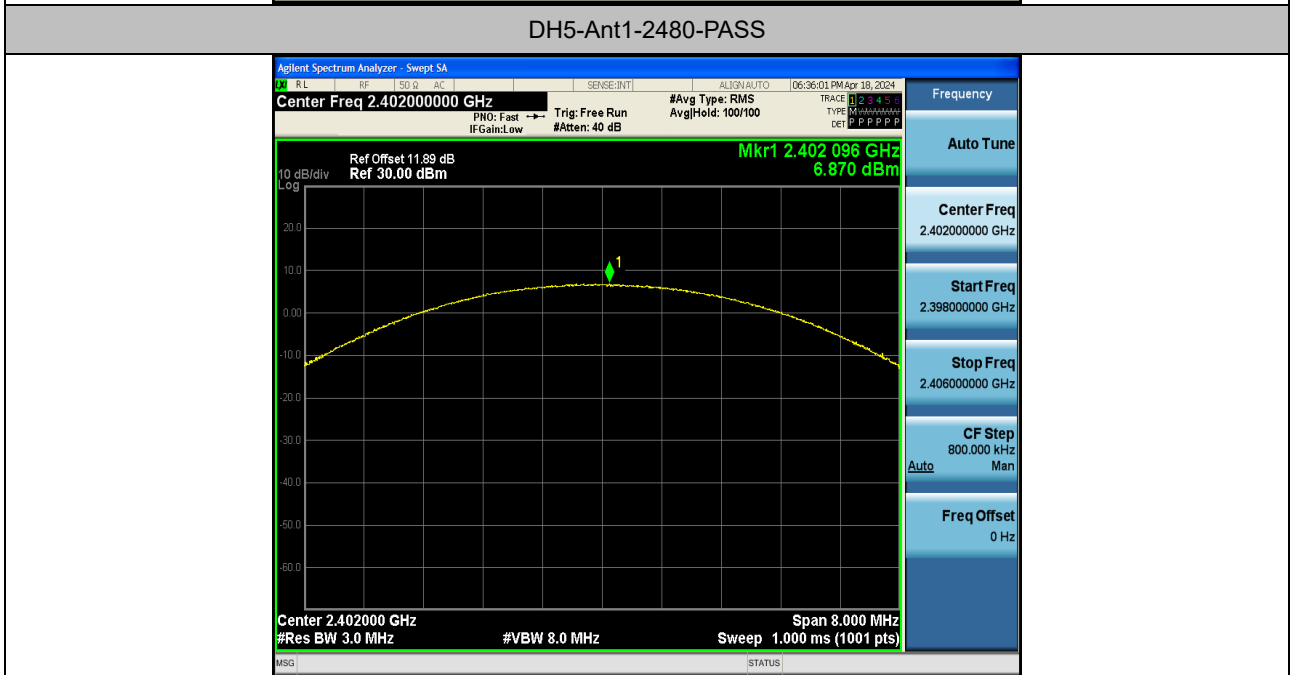 DH5-Ant1-2480-PASS
Agilent Spectrum Analyzer - Swept SA
LXI RL RF 50 Ω AC SENSE:INT ALIGN AUTO 06:36:01 PM Apr 18, 2024
Center Freq 2.402000000 GHz
PNO: Fast
IFGain:Low
Trig: Free Run
#Atten: 40 dB
#Avg Type: RMS
Avg|Hold: 100/100
TRACE 1 2 3 4 5 6
TYPE M
DET P P P P P P
Mkr1 2.402 096 GHz
6.870 dBm
Ref Offset 11.89 dB
10 dB/div Ref 30.00 dBm
Log
20.0
1
10.0
0.00
-10.0
-20.0
-30.0
-40.0
-50.0
-60.0
Center 2.402000 GHz Span 8.000 MHz
#Res BW 3.0 MHz #VBW 8.0 MHz Sweep 1.000 ms (1001 pts)
MSG STATUS
Frequency
Auto Tune
Center Freq
2.402000000 GHz
Start Freq
2.398000000 GHz
Stop Freq
2.406000000 GHz
CF Step
800.000 kHz
Auto Man
Freq Offset
0 Hz